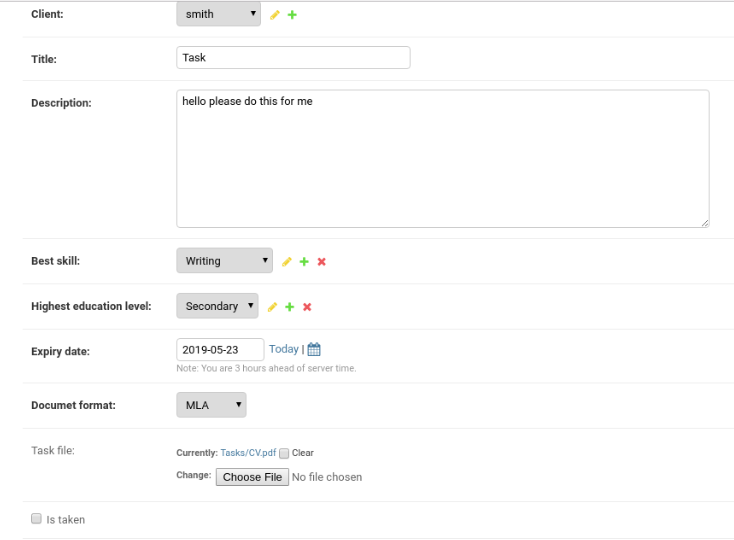 Client: smith
Title: Task
Description: hello please do this for me
Best skill: Writing
Highest education level: Secondary
Expiry date: 2019-05-23 Today |
Note: You are 3 hours ahead of server time.
Documet format: MLA
Task file: Currently: Tasks/CV.pdf Clear
Change: Choose File No file chosen
Is taken